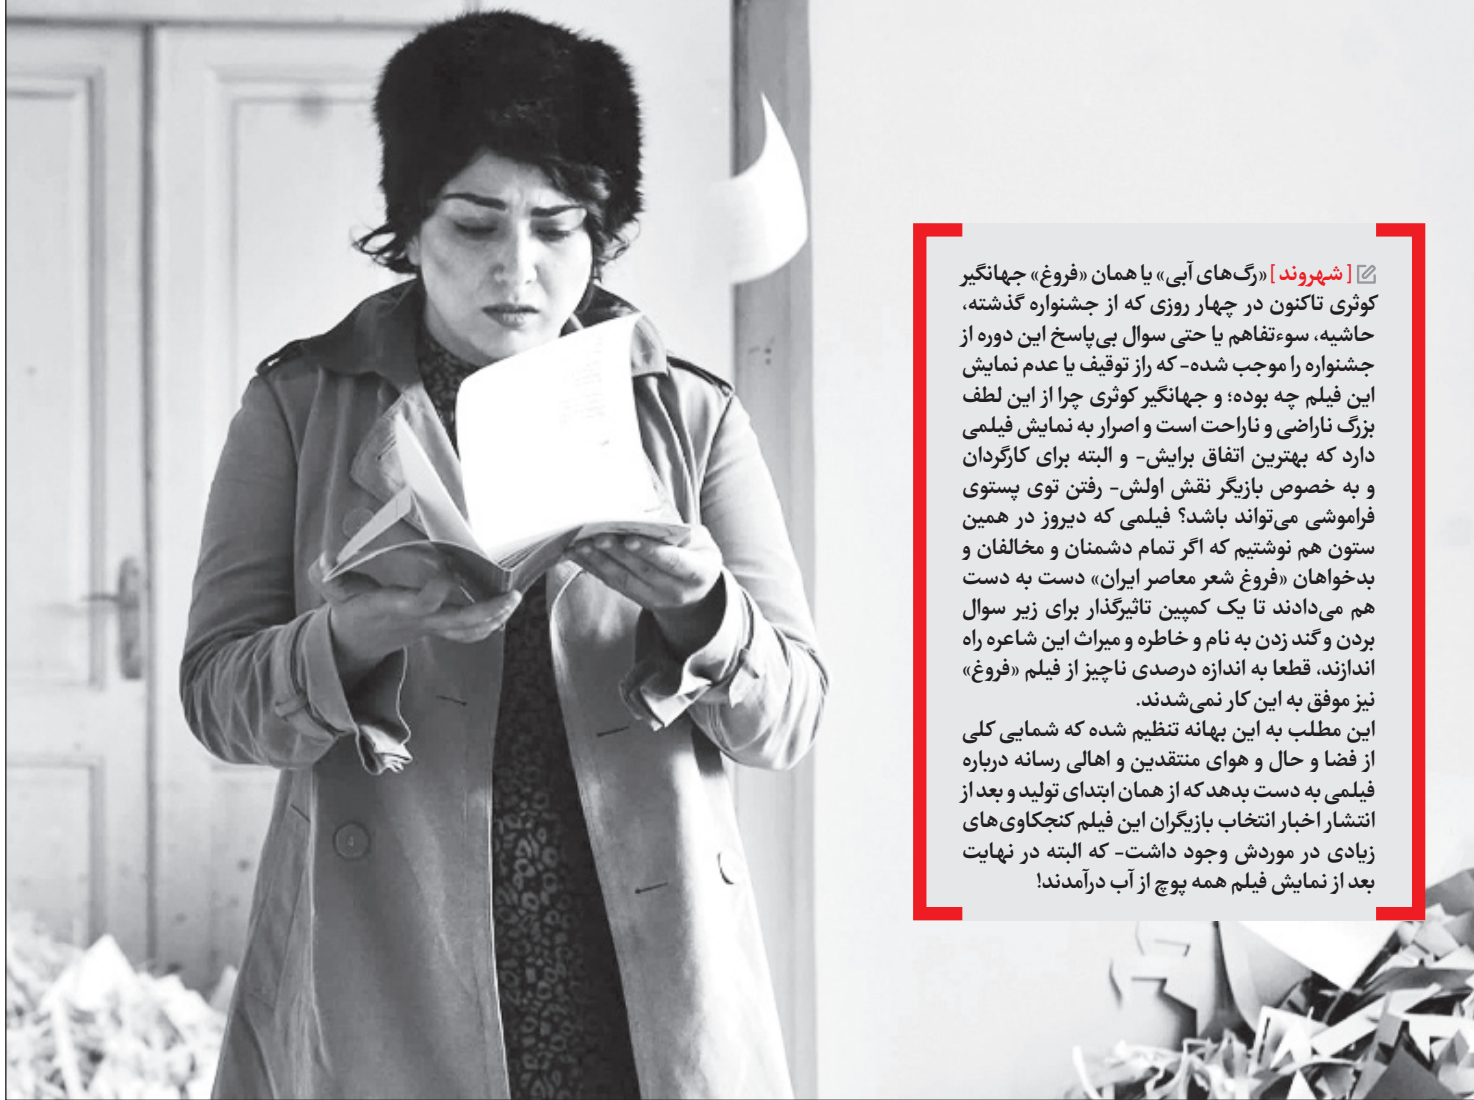 [ شهروند ] «رگ‌های آبی» یا همان «فروغ» جهانگیر
کوثری تاکنون در چهار روزی که از جشنواره گذشته،
حاشیه، سوءتفاهم یا حتی سوال بی‌پاسخ این دوره از
جشنواره را موجب شده- که راز توقیف یا عدم نمایش
این فیلم چه بوده؛ و جهانگیر کوثری چرا از این لطف
بزرگ ناراضی و ناراحت است و اصرار به نمایش فیلمی
دارد که بهترین اتفاق برایش- و البته برای کارگردان
و به خصوص بازیگر نقش اولش- رفتن توی پستوی
فراموشی می‌تواند باشد؟ فیلمی که دیروز در همین
ستون هم نوشتیم که اگر تمام دشمنان و مخالفان و
بدخواهان «فروغ شعر معاصر ایران» دست به دست
هم می‌دادند تا یک کمپین تاثیرگذار برای زیر سوال
بردن و گند زدن به نام و خاطره و میراث این شاعره راه
اندازند، قطعا به اندازه درصدی ناچیز از فیلم «فروغ»
نیز موفق به این کار نمی‌شدند.
این مطلب به این بهانه تنظیم شده که شمایی کلی
از فضا و حال و هوای منتقدین و اهالی رسانه درباره
فیلمی به دست بدهد که از همان ابتدای تولید و بعد از
انتشار اخبار انتخاب بازیگران این فیلم کنجکاوی‌های
زیادی در موردش وجود داشت- که البته در نهایت
بعد از نمایش فیلم همه پوچ از آب درآمدند!